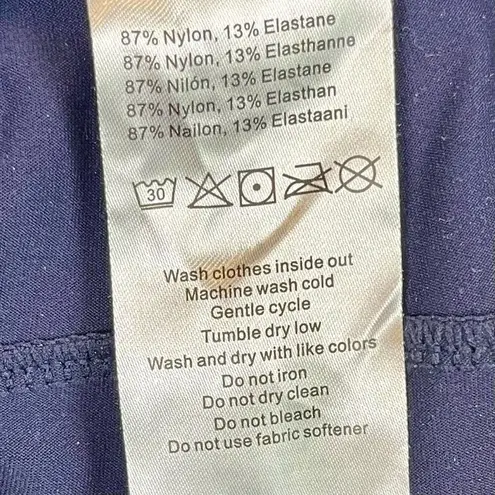 87% Nylon, 13% Elastane
87% Nylon, 13% Elasthanne
87% Nilón, 13% Elastane
87% Nylon, 13% Elasthan
87% Nailon, 13% Elastaani
30
Wash clothes inside out
Machine wash cold
Gentle cycle
Tumble dry low
Wash and dry with like colors
Do not iron
Do not dry clean
Do not bleach
Do not use fabric softener